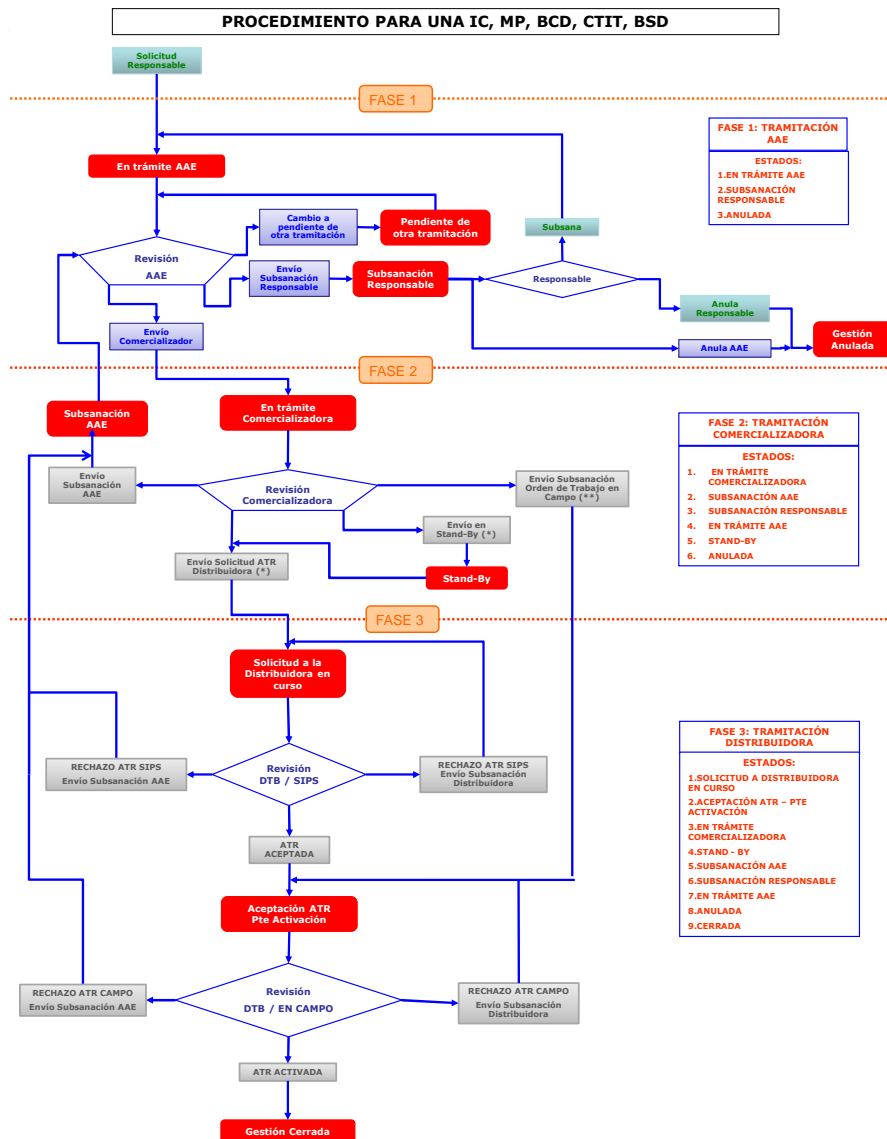 PROCEDIMIENTO PARA UNA IC, MP, BCD, CTIT, BSD
Solicitud
Responsable
FASE 1
FASE 1: TRAMITACIÓN
AAE
ESTADOS:
1.EN TRÁMITE AAE
2.SUBSANACIÓN
RESPONSABLE
3.ANULADA
En trámite AAE
Cambio a
pendiente de
otra tramitación
Pendiente de
otra tramitación
Subsana
Revisión
AAE
Envío
Subsanación
Responsable
Subsanación
Responsable
Responsable
Anula
Responsable
Envío
Comercializador
Anula AAE
Gestión
Anulada
FASE 2
Subsanación
AAE
En trámite
Comercializadora
FASE 2: TRAMITACIÓN
COMERCIALIZADORA
ESTADOS:
1. EN TRÁMITE
COMERCIALIZADORA
2. SUBSANACIÓN AAE
3. SUBSANACIÓN RESPONSABLE
4. EN TRÁMITE AAE
5. STAND-BY
6. ANULADA
Envío
Subsanación
AAE
Revisión
Comercializadora
Envío Subsanación
Orden de Trabajo en
Campo (**)
Envío en
Stand-By (*)
Envío Solicitud ATR
Distribuidora (*)
Stand-By
FASE 3
Solicitud a la
Distribuidora en
curso
FASE 3: TRAMITACIÓN
DISTRIBUIDORA
ESTADOS:
1.SOLICITUD A DISTRIBUIDORA
EN CURSO
2.ACEPTACIÓN ATR – PTE
ACTIVACIÓN
3.EN TRÁMITE
COMERCIALIZADORA
4.STAND - BY
5.SUBSANACIÓN AAE
6.SUBSANACIÓN RESPONSABLE
7.EN TRÁMITE AAE
8.ANULADA
9.CERRADA
RECHAZO ATR SIPS
Envío Subsanación AAE
Revisión
DTB / SIPS
RECHAZO ATR SIPS
Envío Subsanación
Distribuidora
ATR
ACEPTADA
Aceptación ATR
Pte Activación
RECHAZO ATR CAMPO
Envío Subsanación AAE
Revisión
DTB / EN CAMPO
RECHAZO ATR CAMPO
Envío Subsanación
Distribuidora
ATR ACTIVADA
Gestión Cerrada